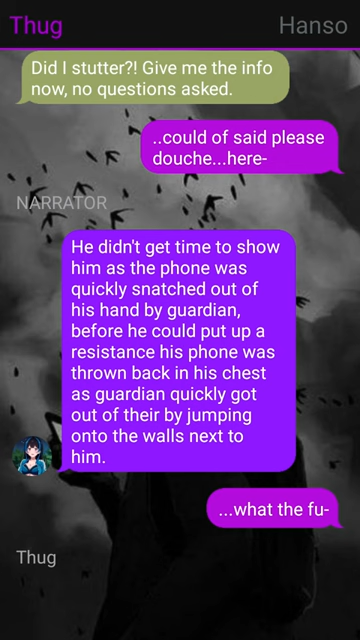 Thug
Hanso
Did I stutter?! Give me the info
now, no questions asked.
..could of said please
douche...here-
NARRATOR
He didn't get time to show
him as the phone was
quickly snatched out of
his hand by guardian,
before he could put up a
resistance his phone was
thrown back in his chest
as guardian quickly got
out of their by jumping
onto the walls next to
him.
...what the fu-
Thug